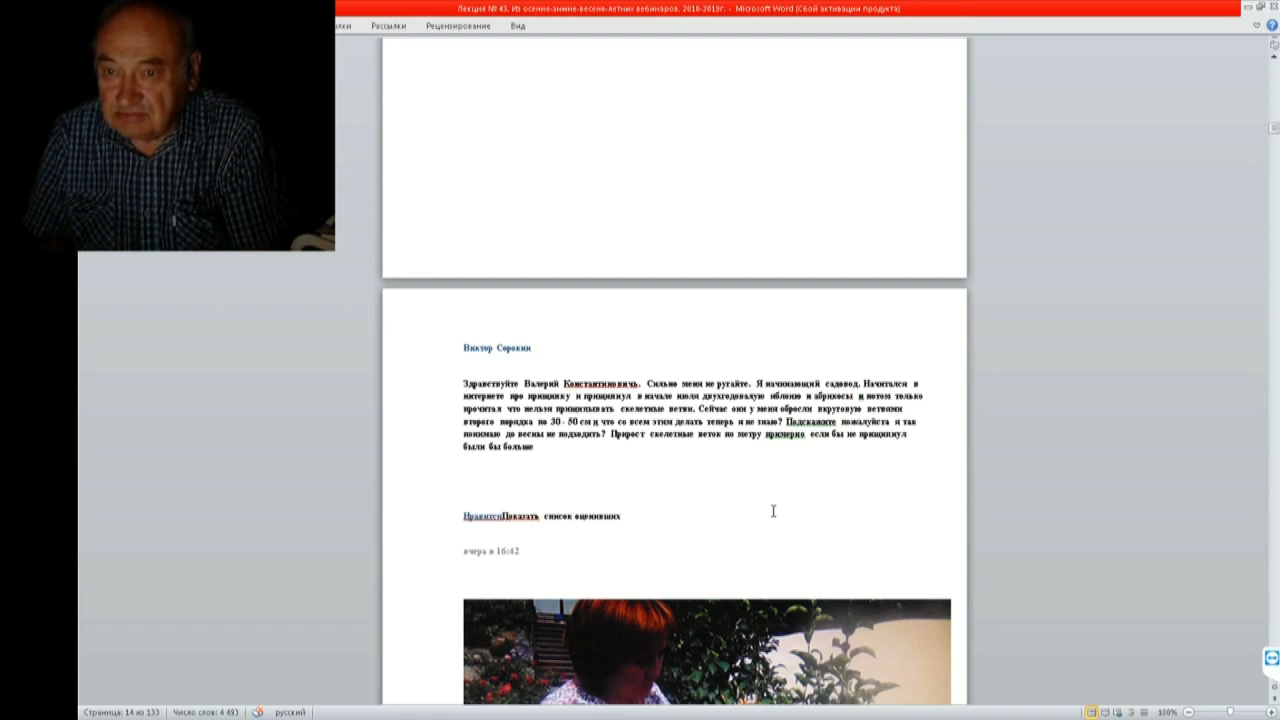 Лекция № 43. Из осенне-зимне-весенне-летних вебинаров. 2018-2019г. - Microsoft Word (Сбой активации продукта)
лки Рассылки Рецензирование Вид
Виктор Сорокин
Здравствуйте Валерий Константиновичь. Сильно меня не ругайте. Я начинающий садовод. Начитался в
интернете про прищипку и прищипнул в начале июля двухгодовалую яблоню и абрикосы и потом только
прочитал что нельзя прищипывать скелетные ветви. Сейчас они у меня обросли вкруговую ветвями
второго порядка по 30 - 50 см и что со всем этим делать теперь я не знаю? Подскажите пожалуйста я так
понимаю до весны не подходить? Прирост скелетные веток по метру примерно если бы не прищипнул
были бы больше
НравитсяПоказать список оценивших
вчера в 16:42
Страница: 14 из 133 Число слов: 4 493 русский 100%